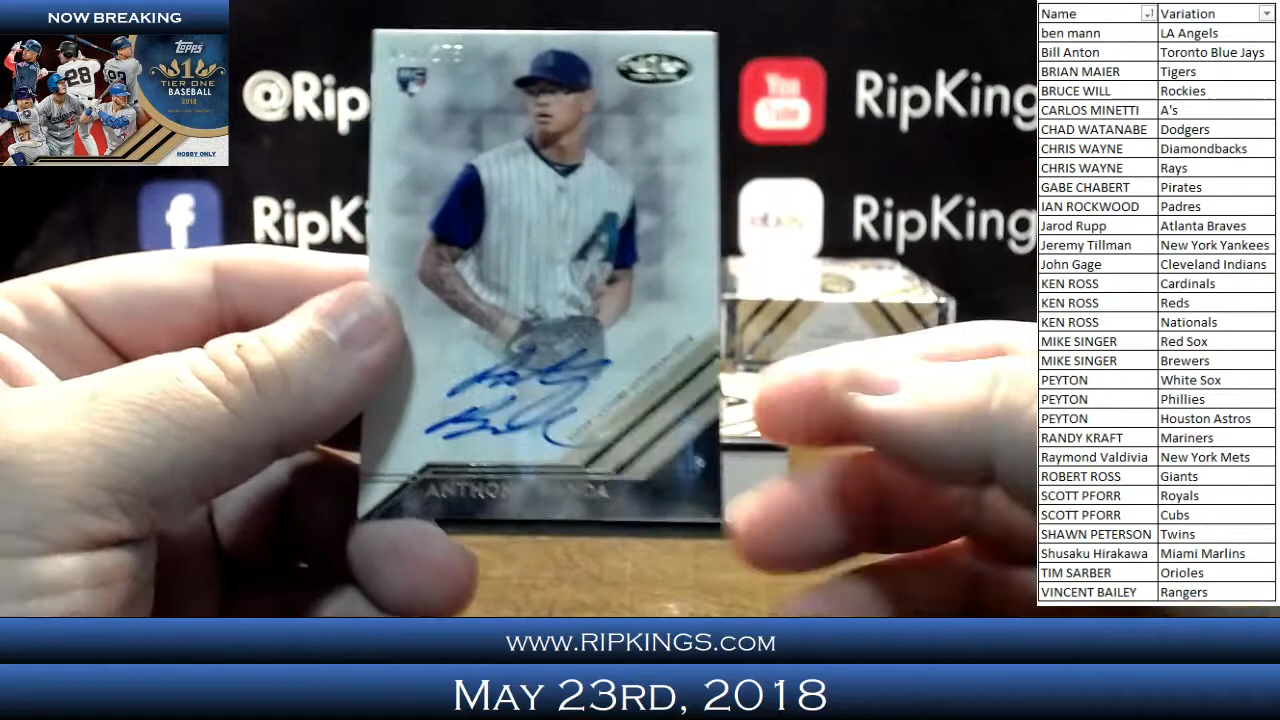 NOW BREAKING
topps
1
TIER ONE
BASEBALL
2018
HOBBY ONLY
@Rip
RipKi
You Tube
RipKing
ebay
RipKing
RC
ANTHON
A
www.RIPKINGS.COM
MAY 23RD, 2018
Name Variation
ben mann LA Angels
Bill Anton Toronto Blue Jays
BRIAN MAIER Tigers
BRUCE WILL Rockies
CARLOS MINETTI A's
CHAD WATANABE Dodgers
CHRIS WAYNE Diamondbacks
CHRIS WAYNE Rays
GABE CHABERT Pirates
IAN ROCKWOOD Padres
Jarod Rupp Atlanta Braves
Jeremy Tillman New York Yankees
John Gage Cleveland Indians
KEN ROSS Cardinals
KEN ROSS Reds
KEN ROSS Nationals
MIKE SINGER Red Sox
MIKE SINGER Brewers
PEYTON White Sox
PEYTON Phillies
PEYTON Houston Astros
RANDY KRAFT Mariners
Raymond Valdivia New York Mets
ROBERT ROSS Giants
SCOTT PFORR Royals
SCOTT PFORR Cubs
SHAWN PETERSON Twins
Shusaku Hirakawa Miami Marlins
TIM SARBER Orioles
VINCENT BAILEY Rangers